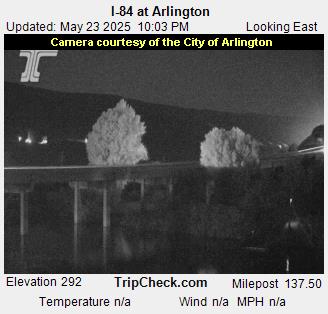 I-84 at Arlington
Updated: May 23 2025 10:03 PM Looking East
Camera courtesy of the City of Arlington
Elevation 292 TripCheck.com Milepost 137.50
Temperature n/a Wind n/a MPH n/a